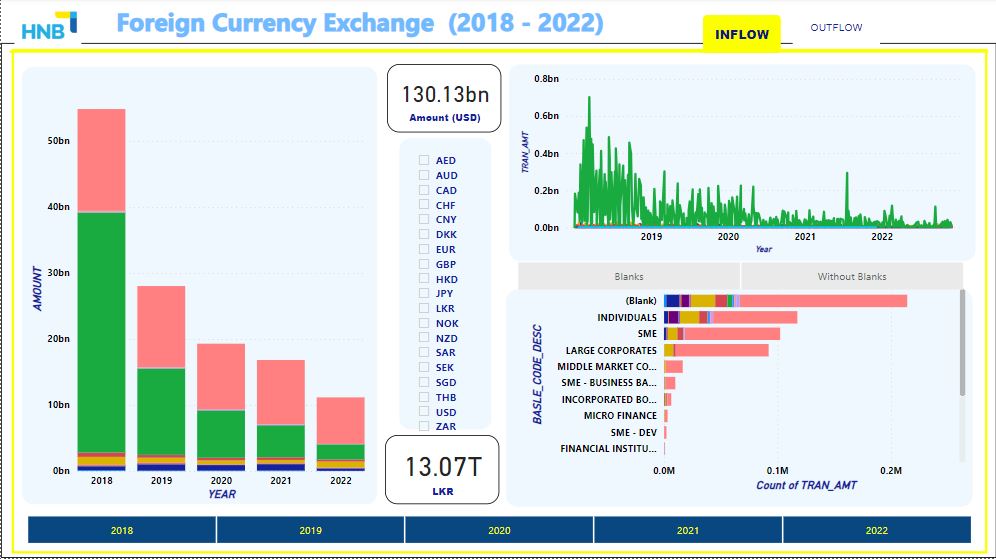 HNB
Foreign Currency Exchange (2018 - 2022)
INFLOW
OUTFLOW
50bn
40bn
30bn
20bn
10bn
0bn
AMOUNT
2018
2019
2020
2021
2022
YEAR
130.13bn
Amount (USD)
AED
AUD
CAD
CHF
CNY
DKK
EUR
GBP
HKD
JPY
LKR
NOK
NZD
SAR
SEK
SGD
THB
USD
ZAR
13.07T
LKR
0.8bn
0.6bn
0.4bn
0.2bn
0.0bn
TRAN_AMT
2019
2020
2021
2022
Year
Blanks
Without Blanks
BASLE_CODE_DESC
(Blank)
INDIVIDUALS
SME
LARGE CORPORATES
MIDDLE MARKET CO...
SME - BUSINESS BA...
INCORPORATED BO...
MICRO FINANCE
SME - DEV
FINANCIAL INSTITU...
0.0M
0.1M
0.2M
Count of TRAN_AMT
2018
2019
2020
2021
2022